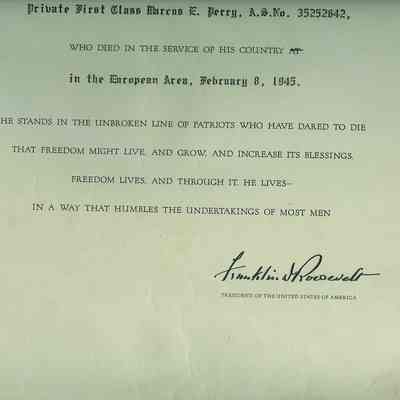 Private First Class Marcus E. Perry, A.S.No. 35252642,
WHO DIED IN THE SERVICE OF HIS COUNTRY AT
in the European Area, February 8, 1945.
HE STANDS IN THE UNBROKEN LINE OF PATRIOTS WHO HAVE DARED TO DIE
THAT FREEDOM MIGHT LIVE, AND GROW, AND INCREASE ITS BLESSINGS.
FREEDOM LIVES, AND THROUGH IT, HE LIVES—
IN A WAY THAT HUMBLES THE UNDERTAKINGS OF MOST MEN
Franklin D Roosevelt
PRESIDENT OF THE UNITED STATES OF AMERICA